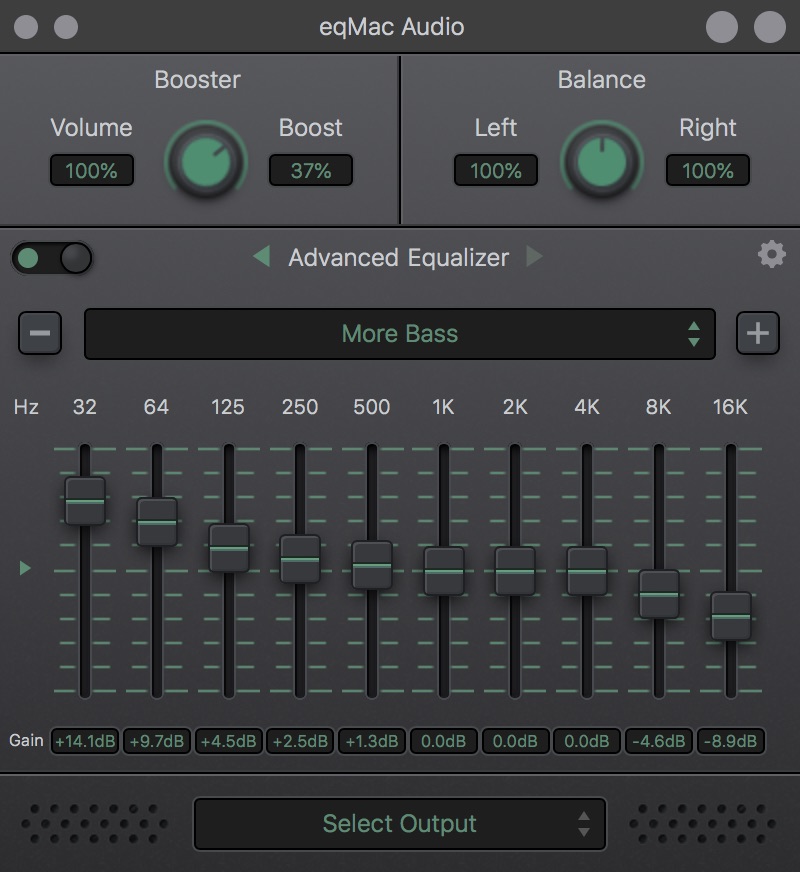 eqMac Audio
Booster
Volume
Boost
100%
37%
Balance
Left
Right
100%
100%
Advanced Equalizer
More Bass
Hz 32 64 125 250 500 1K 2K 4K 8K 16K
Gain +14.1dB +9.7dB +4.5dB +2.5dB +1.3dB 0.0dB 0.0dB 0.0dB -4.6dB -8.9dB
Select Output